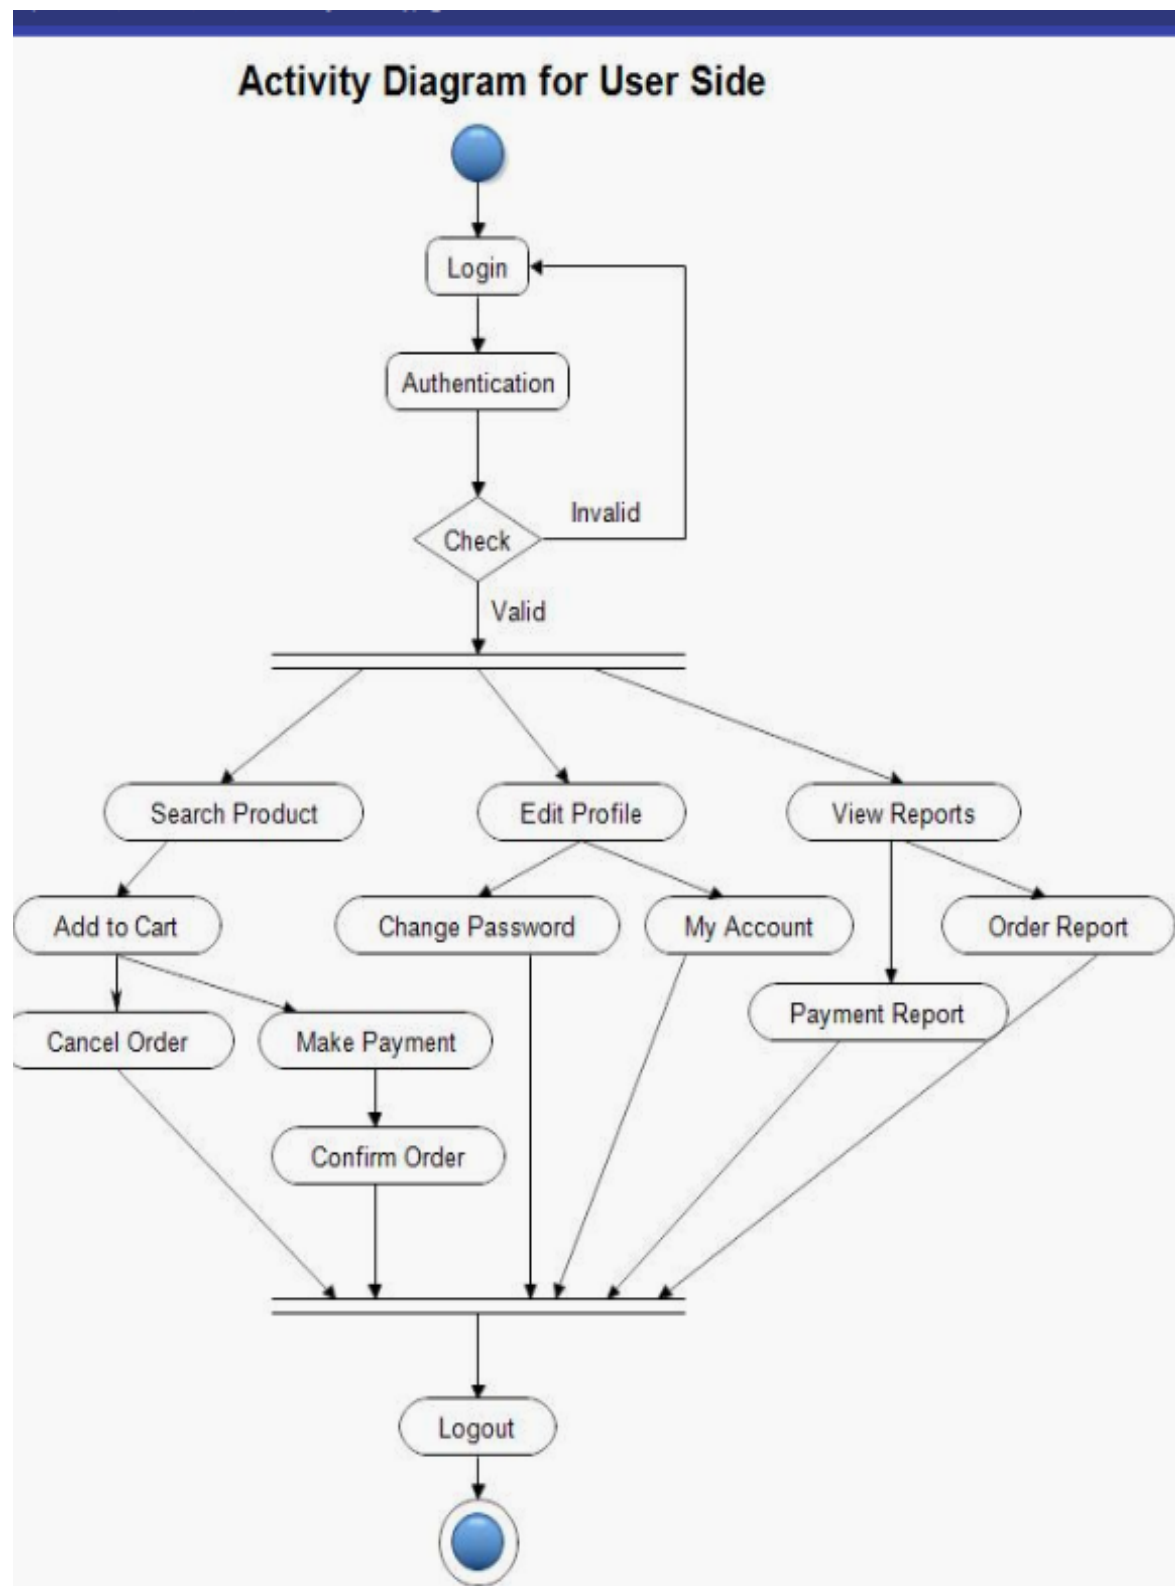 Activity Diagram for User Side
Login
Authentication
Invalid
Check
Valid
Search Product
Edit Profile
View Reports
Add to Cart
Change Password
My Account
Order Report
Payment Report
Cancel Order
Make Payment
Confirm Order
Logout